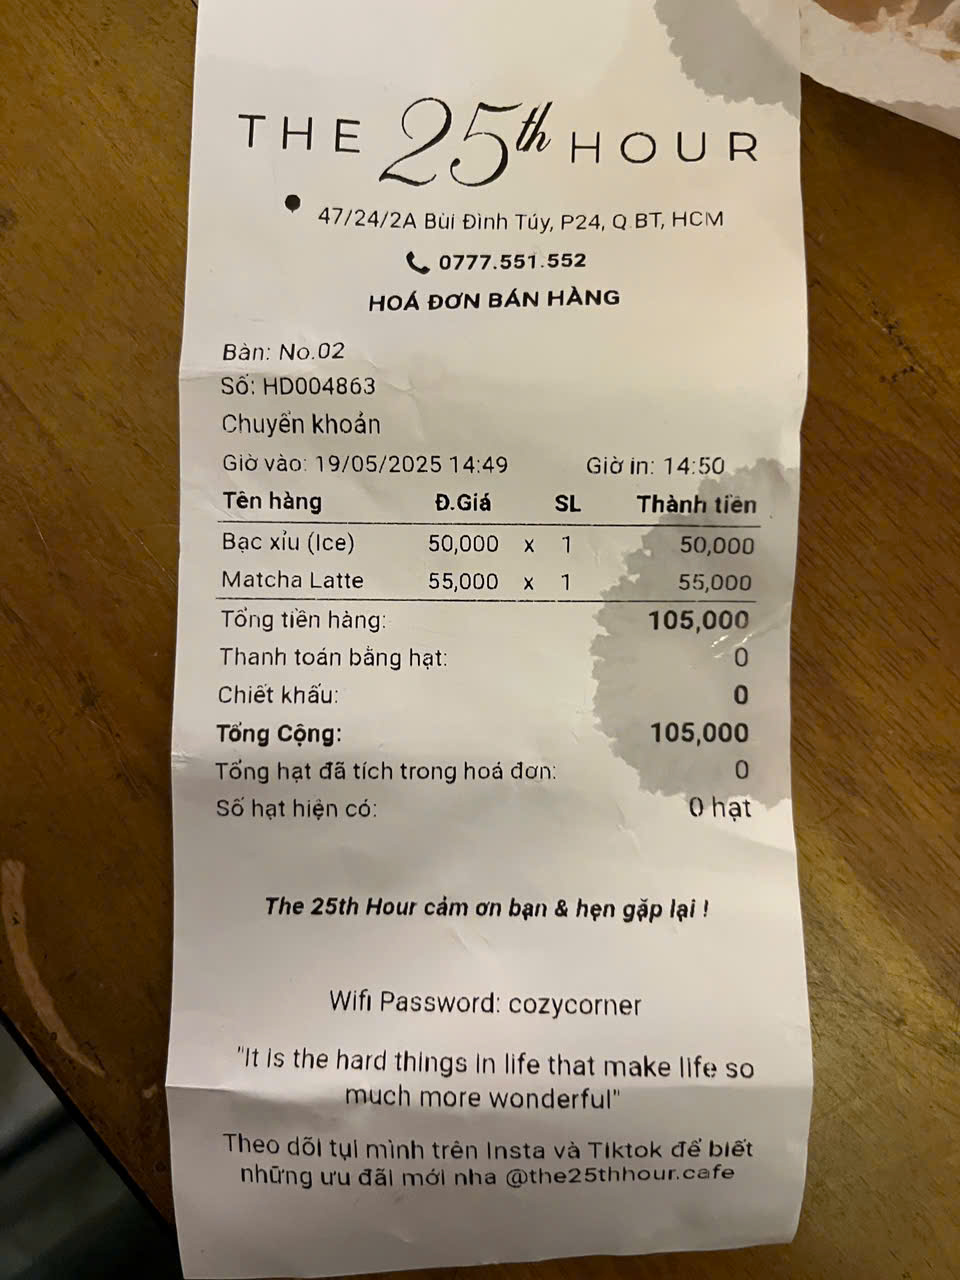 THE 25th HOUR
47/24/2A Bùi Đình Túy, P24, Q.BT, HCM
0777.551.552
HOÁ ĐƠN BÁN HÀNG
Bàn: No.02
Số: HD004863
Chuyển khoản
Giờ vào: 19/05/2025 14:49 Giờ in: 14:50
Tên hàng Đ.Giá SL Thành tiền
Bạc xỉu (Ice) 50,000 x 1 50,000
Matcha Latte 55,000 x 1 55,000
Tổng tiền hàng: 105,000
Thanh toán bằng hạt: 0
Chiết khấu: 0
Tổng Cộng: 105,000
Tổng hạt đã tích trong hoá đơn: 0
Số hạt hiện có: 0 hạt
The 25th Hour cảm ơn bạn & hẹn gặp lại !
Wifi Password: cozycorner
"It is the hard things in life that make life so
much more wonderful"
Theo dõi tụi mình trên Insta và Tiktok để biết
những ưu đãi mới nha @the25thhour.cafe